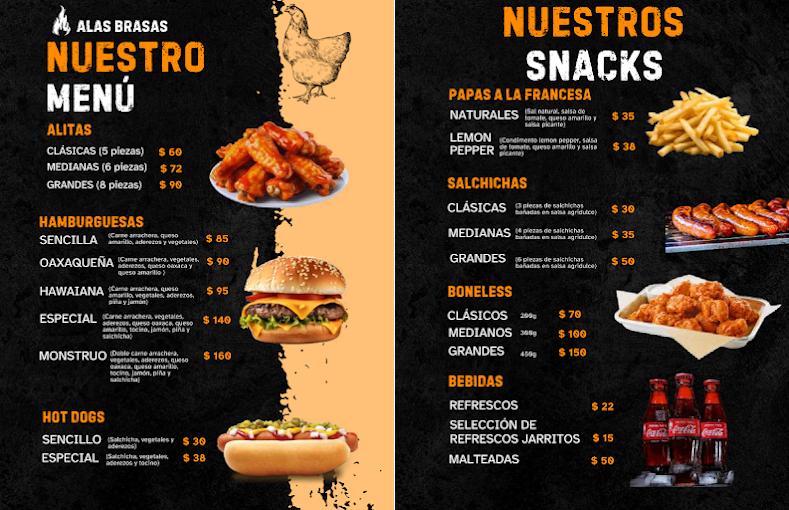 ALAS BRASAS
NUESTRO
MENÚ
ALITAS
CLÁSICAS (5 piezas) $ 60
MEDIANAS (6 piezas) $ 72
GRANDES (8 piezas) $ 90
HAMBURGUESAS
SENCILLA (Carne arrachera, queso $ 85
amarillo, aderezos y vegetales)
OAXAQUEÑA (Carne arrachera, vegetales, $ 90
aderezos, queso oaxaca y
queso amarillo )
HAWAIANA (Carne arrachera, queso $ 95
amarillo, vegetales, aderezos,
piña y jamón)
ESPECIAL (Carne arrachera, vegetales, $ 140
aderezos, queso oaxaca, queso
amarillo, tocino, jamón, piña y
salchicha)
MONSTRUO (Doble carne arrachera, $ 160
vegetales, aderezos, queso
oaxaca, queso amarillo,
tocino, jamón, piña y
salchicha)
HOT DOGS
SENCILLO (Salchicha, vegetales y $ 30
aderezos)
ESPECIAL (Salchicha, vegetales, $ 38
aderezos y tocino)
NUESTROS
SNACKS
PAPAS A LA FRANCESA
NATURALES (Sal natural, salsa de $ 35
tomate, queso amarillo y
salsa picante)
LEMON (Condimento lemon pepper, salsa $ 38
PEPPER de tomate, queso amarillo y salsa
picante)
SALCHICHAS
CLÁSICAS (3 piezas de salchichas $ 30
bañadas en salsa agridulce)
MEDIANAS (4 piezas de salchichas $ 35
bañadas en salsa agridulce)
GRANDES (6 piezas de salchichas $ 50
bañadas en salsa agridulce)
BONELESS
CLÁSICOS 200g $ 70
MEDIANOS 300g $ 100
GRANDES 450g $ 150
BEBIDAS
REFRESCOS $ 22
SELECCIÓN DE
REFRESCOS JARRITOS $ 15
MALTEADAS $ 50
Coca-Cola Coca-Cola Coca-Cola